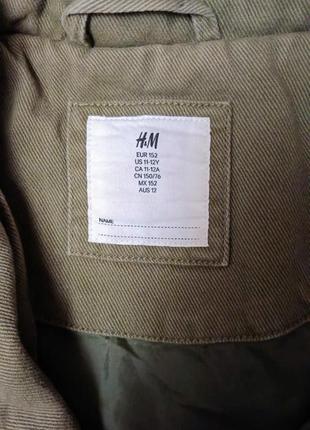 H&M
EUR 152
US 11-12Y
CA 11-12A
CN 150/76
MX 152
AUS 12
NAME: